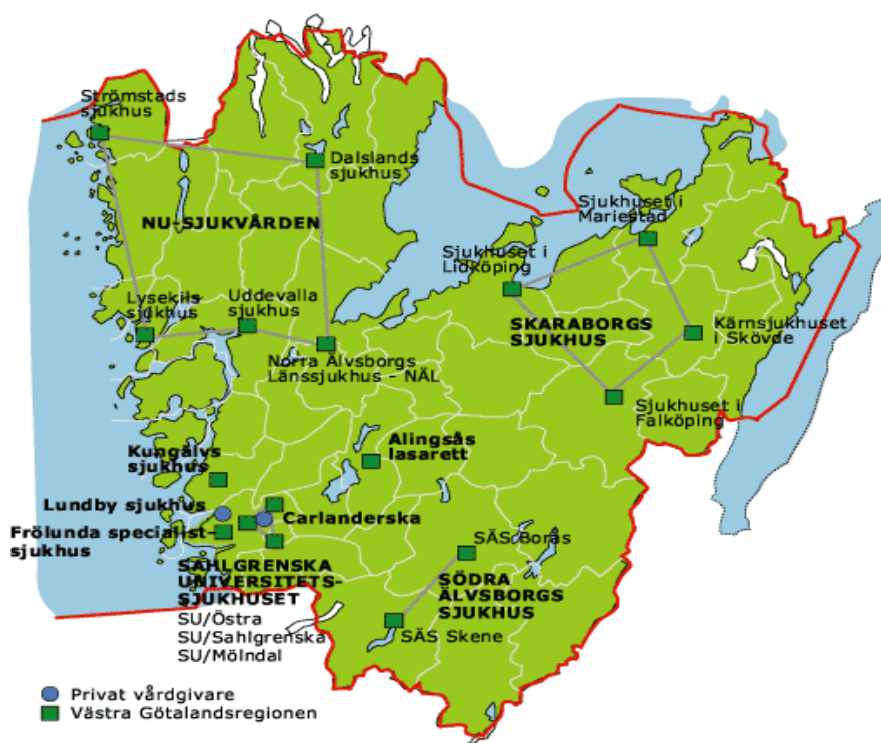 Strömstads
sjukhus
Dalslands
sjukhus
NU-SJUKVÅRDEN
Sjukhuset i
Mariestad
Sjukhuset i
Lidköping
Lysekils
sjukhus
Uddevalla
sjukhus
SKARABORGS
SJUKHUS
Kärnsjukhuset
i Skövde
Norra Älvsborgs
Länssjukhus - NÄL
Sjukhuset i
Falköping
Alingsås
lasarett
Kungälvs
sjukhus
Lundby sjukhus
Carlanderska
Frölunda specialist-
sjukhus
SAHLGRENSKA
UNIVERSITETS-
SJUKHUSET
SU/Östra
SU/Sahlgrenska
SU/Mölndal
SÄS Borås
SÖDRA
ÄLVSBORGS
SJUKHUS
SÄS Skene
Privat vårdgivare
Västra Götalandsregionen